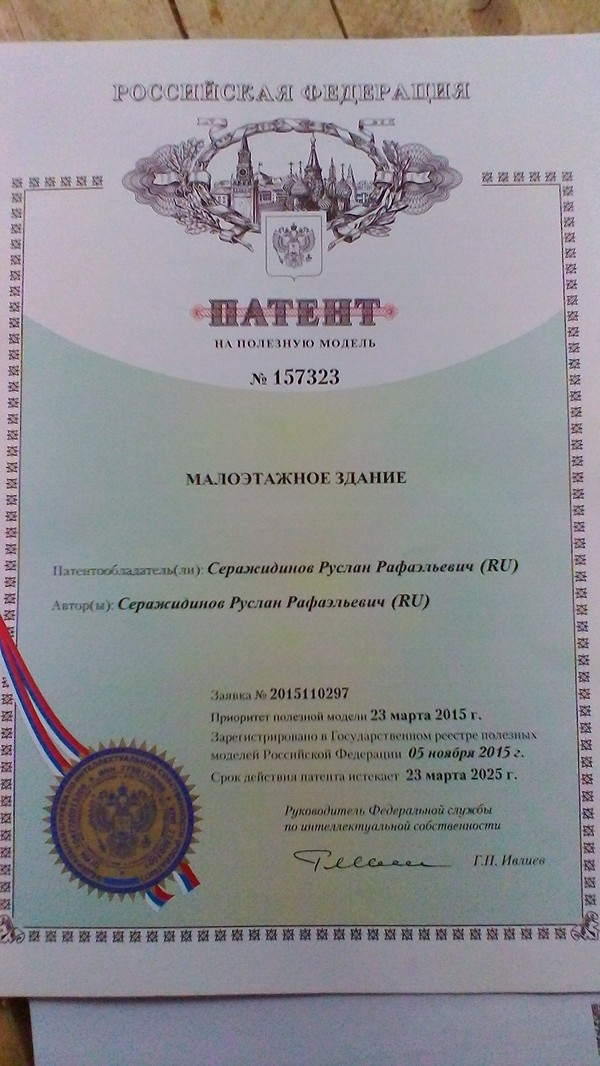 РОССИЙСКАЯ ФЕДЕРАЦИЯ
ПАТЕНТ
НА ПОЛЕЗНУЮ МОДЕЛЬ
№ 157323
МАЛОЭТАЖНОЕ ЗДАНИЕ
Патентообладатель(ли): Серажидинов Руслан Рафаэльевич (RU)
Автор(ы): Серажидинов Руслан Рафаэльевич (RU)
Заявка № 2015110297
Приоритет полезной модели 23 марта 2015 г.
Зарегистрировано в Государственном реестре полезных
моделей Российской Федерации 05 ноября 2015 г.
Срок действия патента истекает 23 марта 2025 г.
Руководитель Федеральной службы
по интеллектуальной собственности
Г.П. Ивлиев